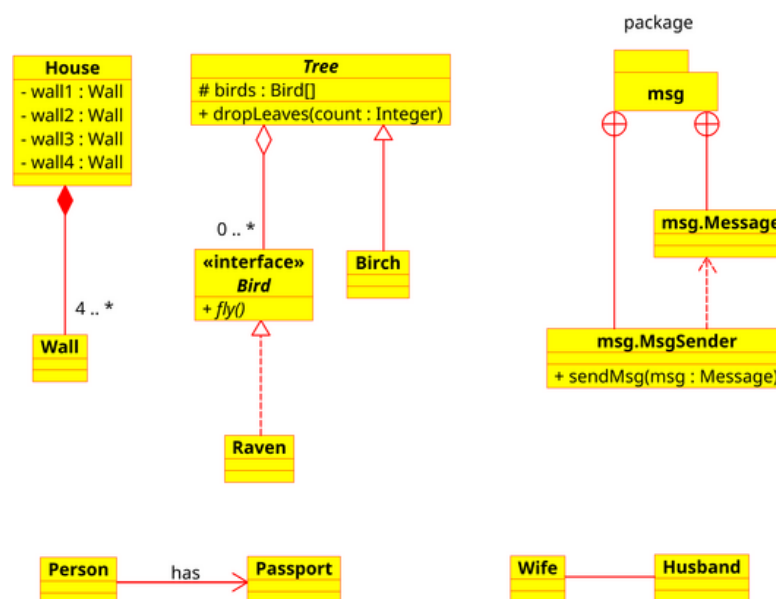 package
House
- wall1 : Wall
- wall2 : Wall
- wall3 : Wall
- wall4 : Wall
Tree
# birds : Bird[]
+ dropLeaves(count : Integer)
msg
0 .. *
4 .. *
«interface»
Bird
+ fly()
Birch
msg.Message
Wall
msg.MsgSender
+ sendMsg(msg : Message)
Raven
Person
has
Passport
Wife
Husband